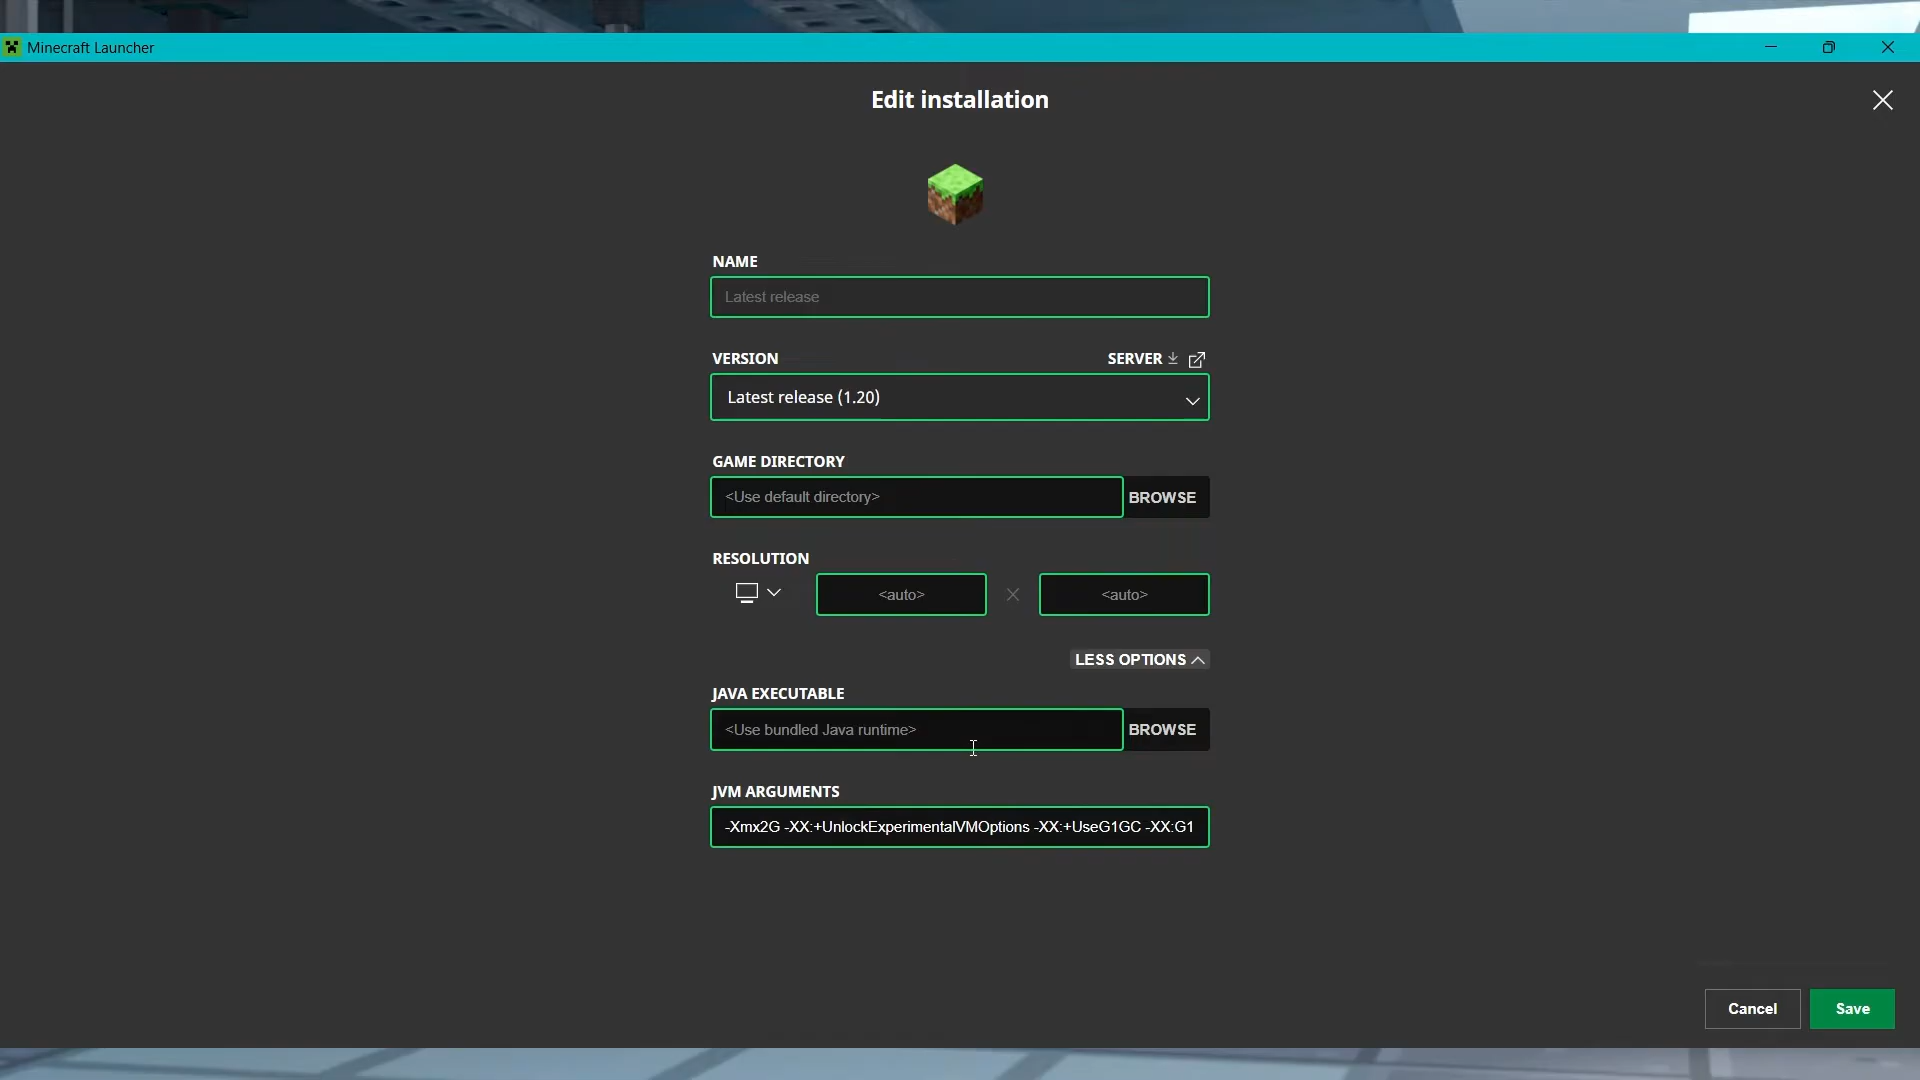 Minecraft Launcher
Edit installation
NAME
Latest release
VERSION
SERVER
Latest release (1.20)
GAME DIRECTORY
<Use default directory>
BROWSE
RESOLUTION
<auto>
<auto>
LESS OPTIONS
JAVA EXECUTABLE
<Use bundled Java runtime>
BROWSE
JVM ARGUMENTS
-Xmx2G -XX:+UnlockExperimentalVMOptions -XX:+UseG1GC -XX:G1
Cancel
Save